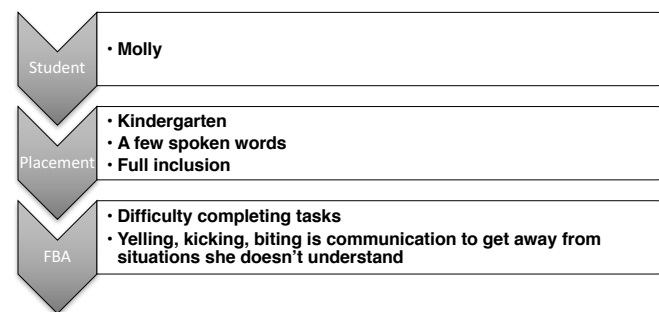 Student
• Molly
Placement
• Kindergarten
• A few spoken words
• Full inclusion
FBA
• Difficulty completing tasks
• Yelling, kicking, biting is communication to get away from
situations she doesn't understand